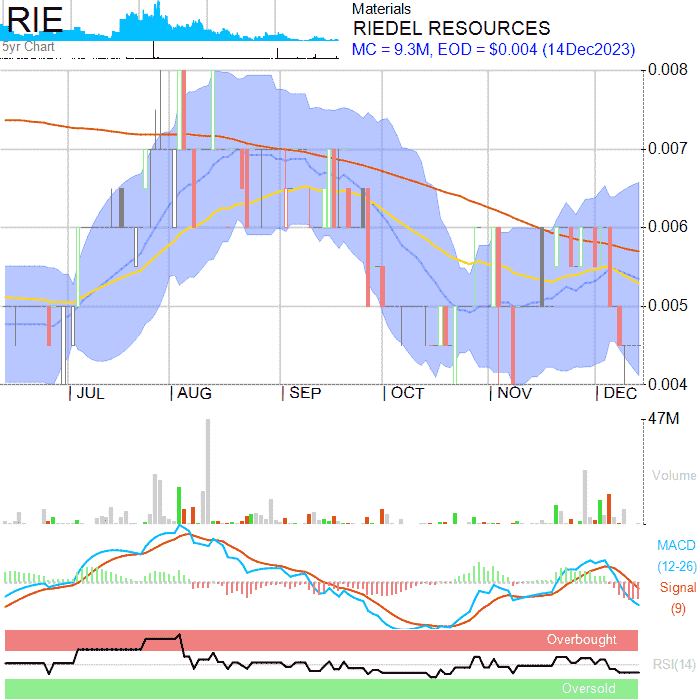 RIE
5yr Chart
Materials
RIEDEL RESOURCES
MC = 9.3M, EOD = $0.004 (14Dec2023)
0.008
0.007
0.006
0.005
0.004
JUL AUG SEP OCT NOV DEC
47M
Volume
MACD
(12-26)
Signal
(9)
Overbought
RSI(14)
Oversold